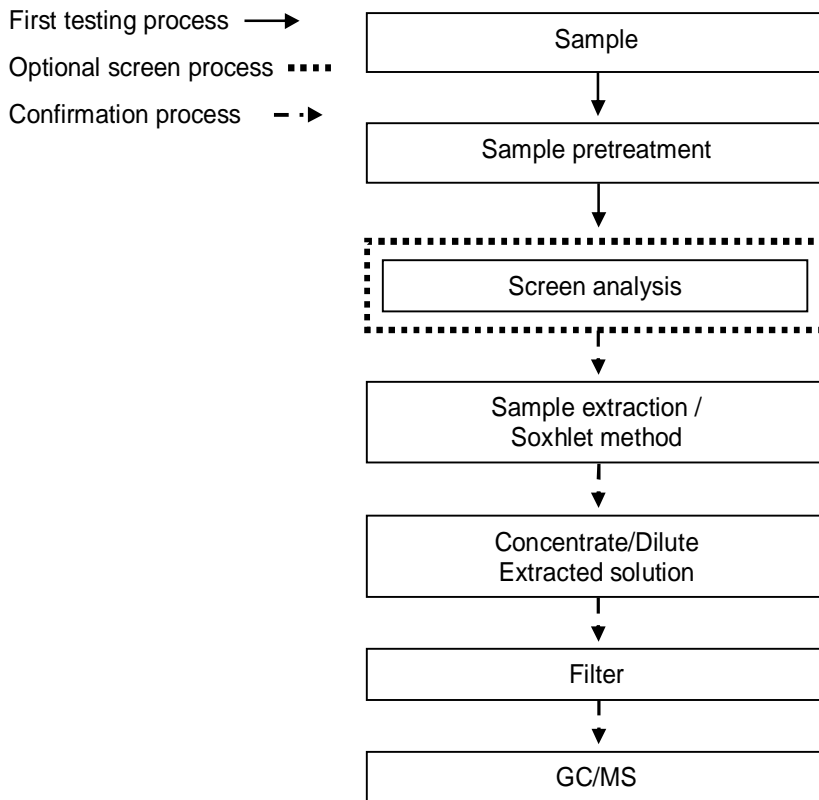 First testing process
Optional screen process
Confirmation process
Sample
Sample pretreatment
Screen analysis
Sample extraction /
Soxhlet method
Concentrate/Dilute
Extracted solution
Filter
GC/MS